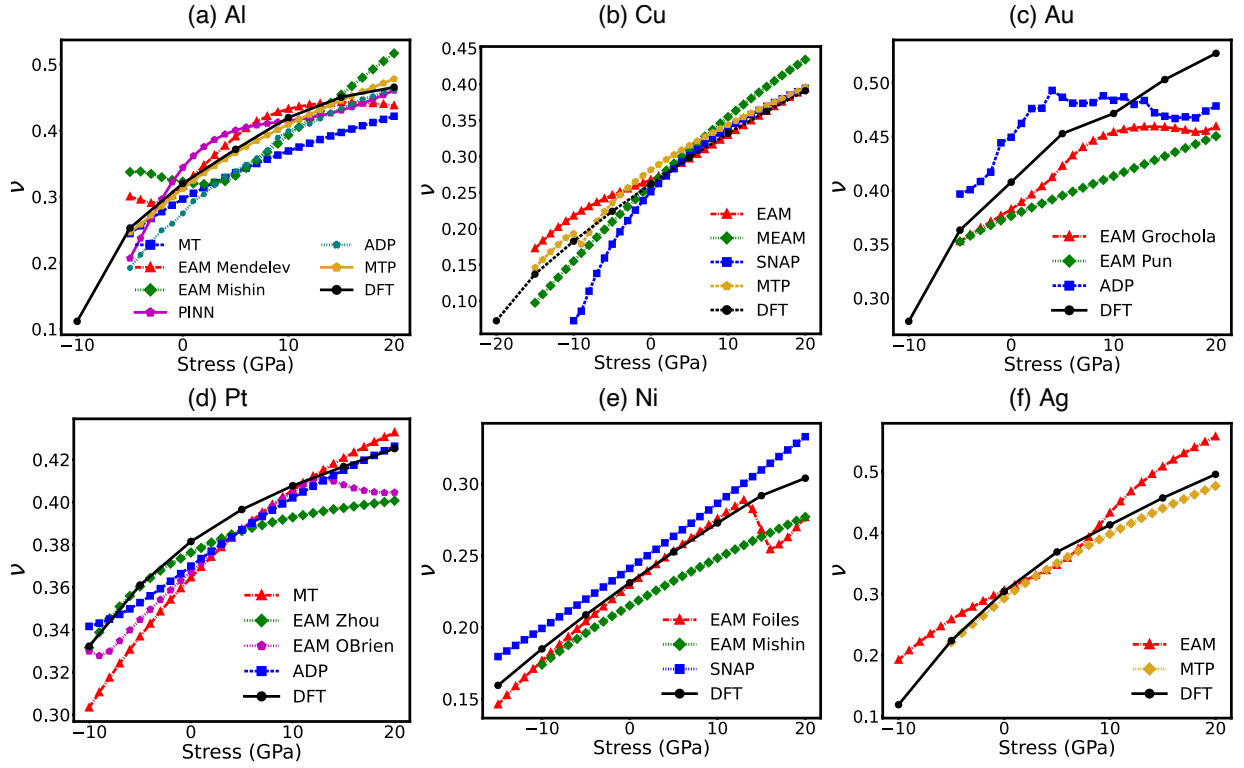 (a) Al
0.5
0.4
0.3
0.2
0.1
ν
MT
EAM Mendelev
EAM Mishin
PINN
ADP
MTP
DFT
−10 0 10 20
Stress (GPa)
(b) Cu
0.45
0.40
0.35
0.30
0.25
0.20
0.15
0.10
ν
EAM
MEAM
SNAP
MTP
DFT
−20 −10 0 10 20
Stress (GPa)
(c) Au
0.50
0.45
0.40
0.35
0.30
ν
EAM Grochola
EAM Pun
ADP
DFT
−10 0 10 20
Stress (GPa)
(d) Pt
0.42
0.40
0.38
0.36
0.34
0.32
0.30
ν
MT
EAM Zhou
EAM OBrien
ADP
DFT
−10 0 10 20
Stress (GPa)
(e) Ni
0.30
0.25
0.20
0.15
ν
EAM Foiles
EAM Mishin
SNAP
DFT
−10 0 10 20
Stress (GPa)
(f) Ag
0.5
0.4
0.3
0.2
0.1
ν
EAM
MTP
DFT
−10 0 10 20
Stress (GPa)